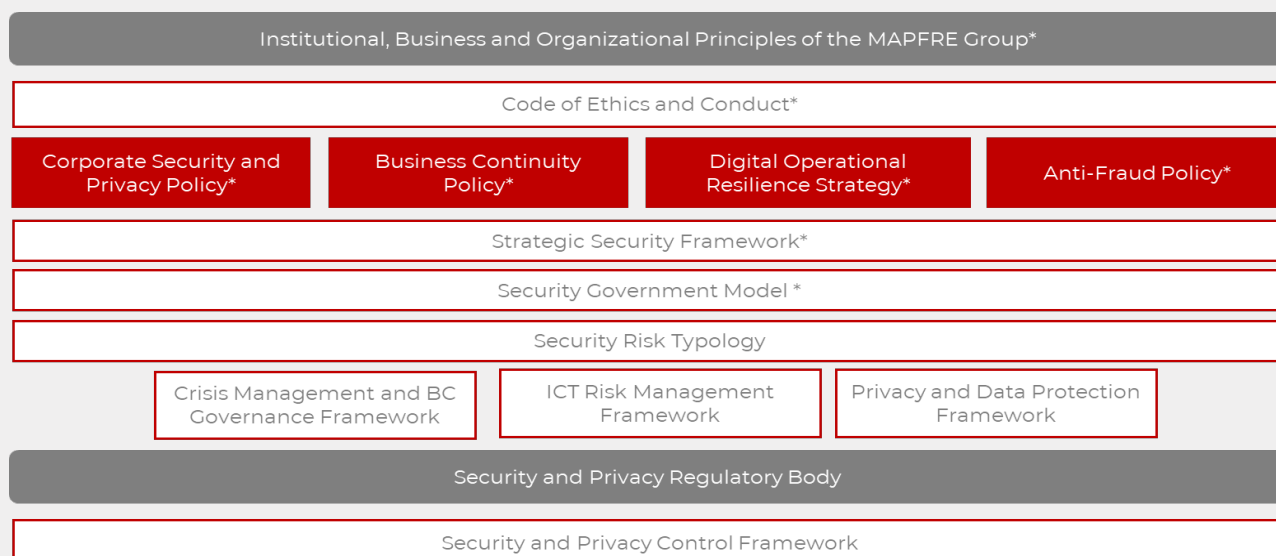 Institutional, Business and Organizational Principles of the MAPFRE Group*
Code of Ethics and Conduct*
Corporate Security and
Privacy Policy*
Business Continuity
Policy*
Digital Operational
Resilience Strategy*
Anti-Fraud Policy*
Strategic Security Framework*
Security Government Model *
Security Risk Typology
Crisis Management and BC
Governance Framework
ICT Risk Management
Framework
Privacy and Data Protection
Framework
Security and Privacy Regulatory Body
Security and Privacy Control Framework